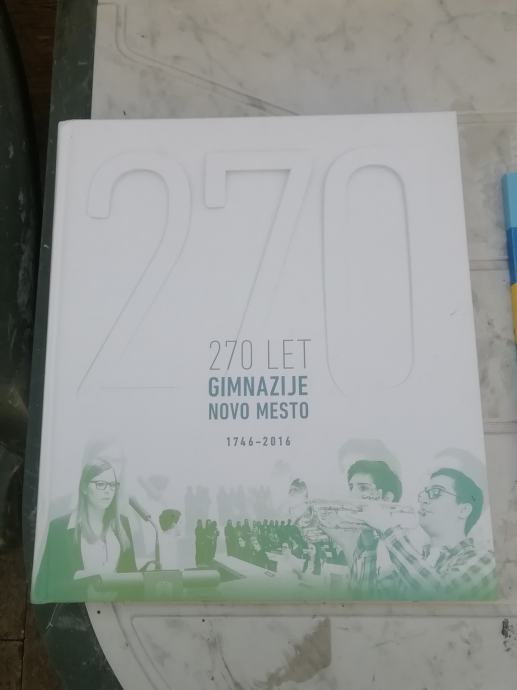 270
270 LET
GIMNAZIJE
NOVO MESTO
1746–2016